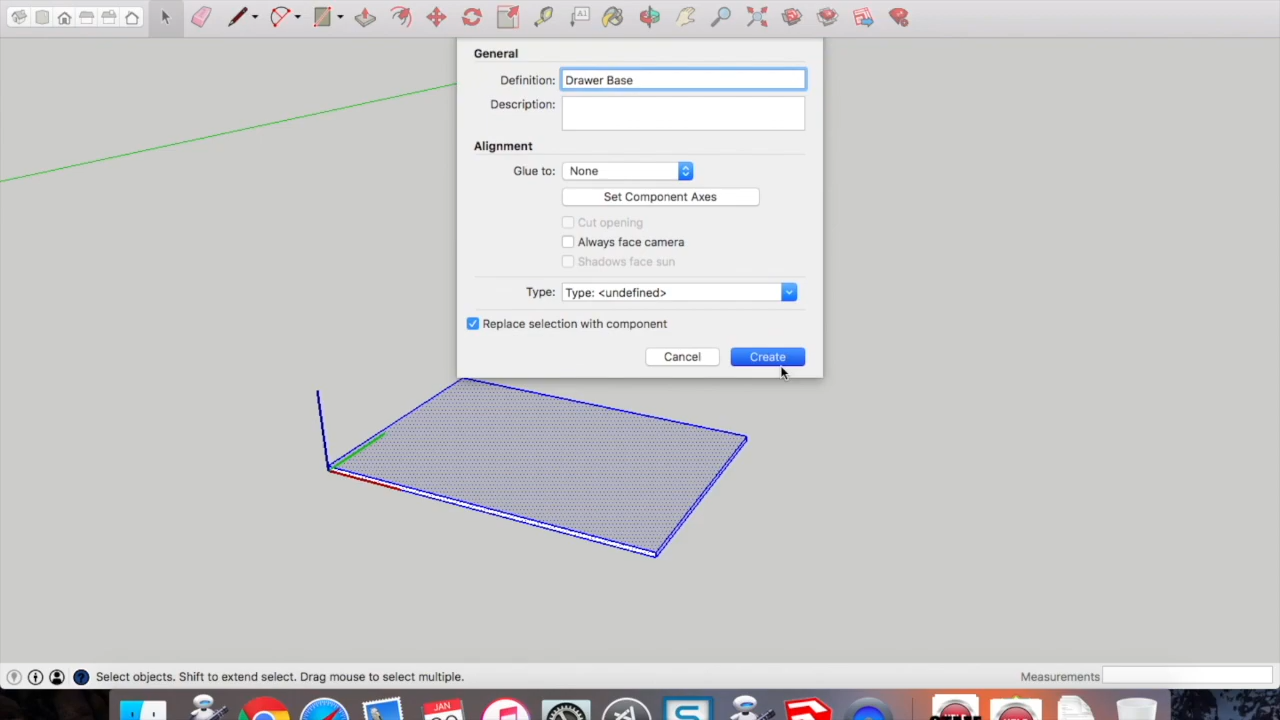 A1
General
Definition: Drawer Base
Description:
Alignment
Glue to: None
Set Component Axes
Cut opening
Always face camera
Shadows face sun
Type: Type: <undefined>
Replace selection with component
Cancel Create
Select objects. Shift to extend select. Drag mouse to select multiple. Measurements
JAN